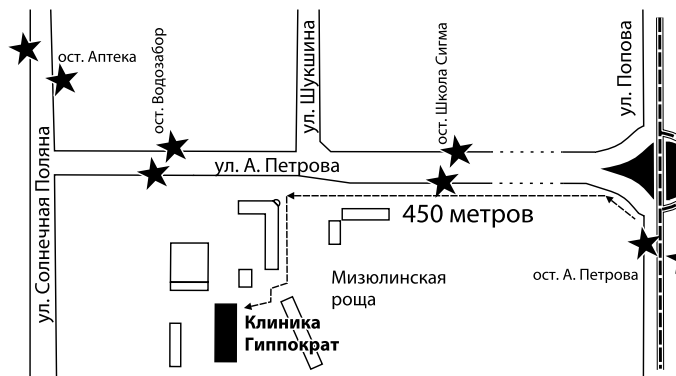 ост. Аптека
ост. Водозабор
ул. Шукшина
ост. Школа Сигма
ул. Попова
ул. Солнечная Поляна
ул. А. Петрова
450 метров
ост. А. Петрова
Мизюлинская
роща
Клиника
Гиппократ